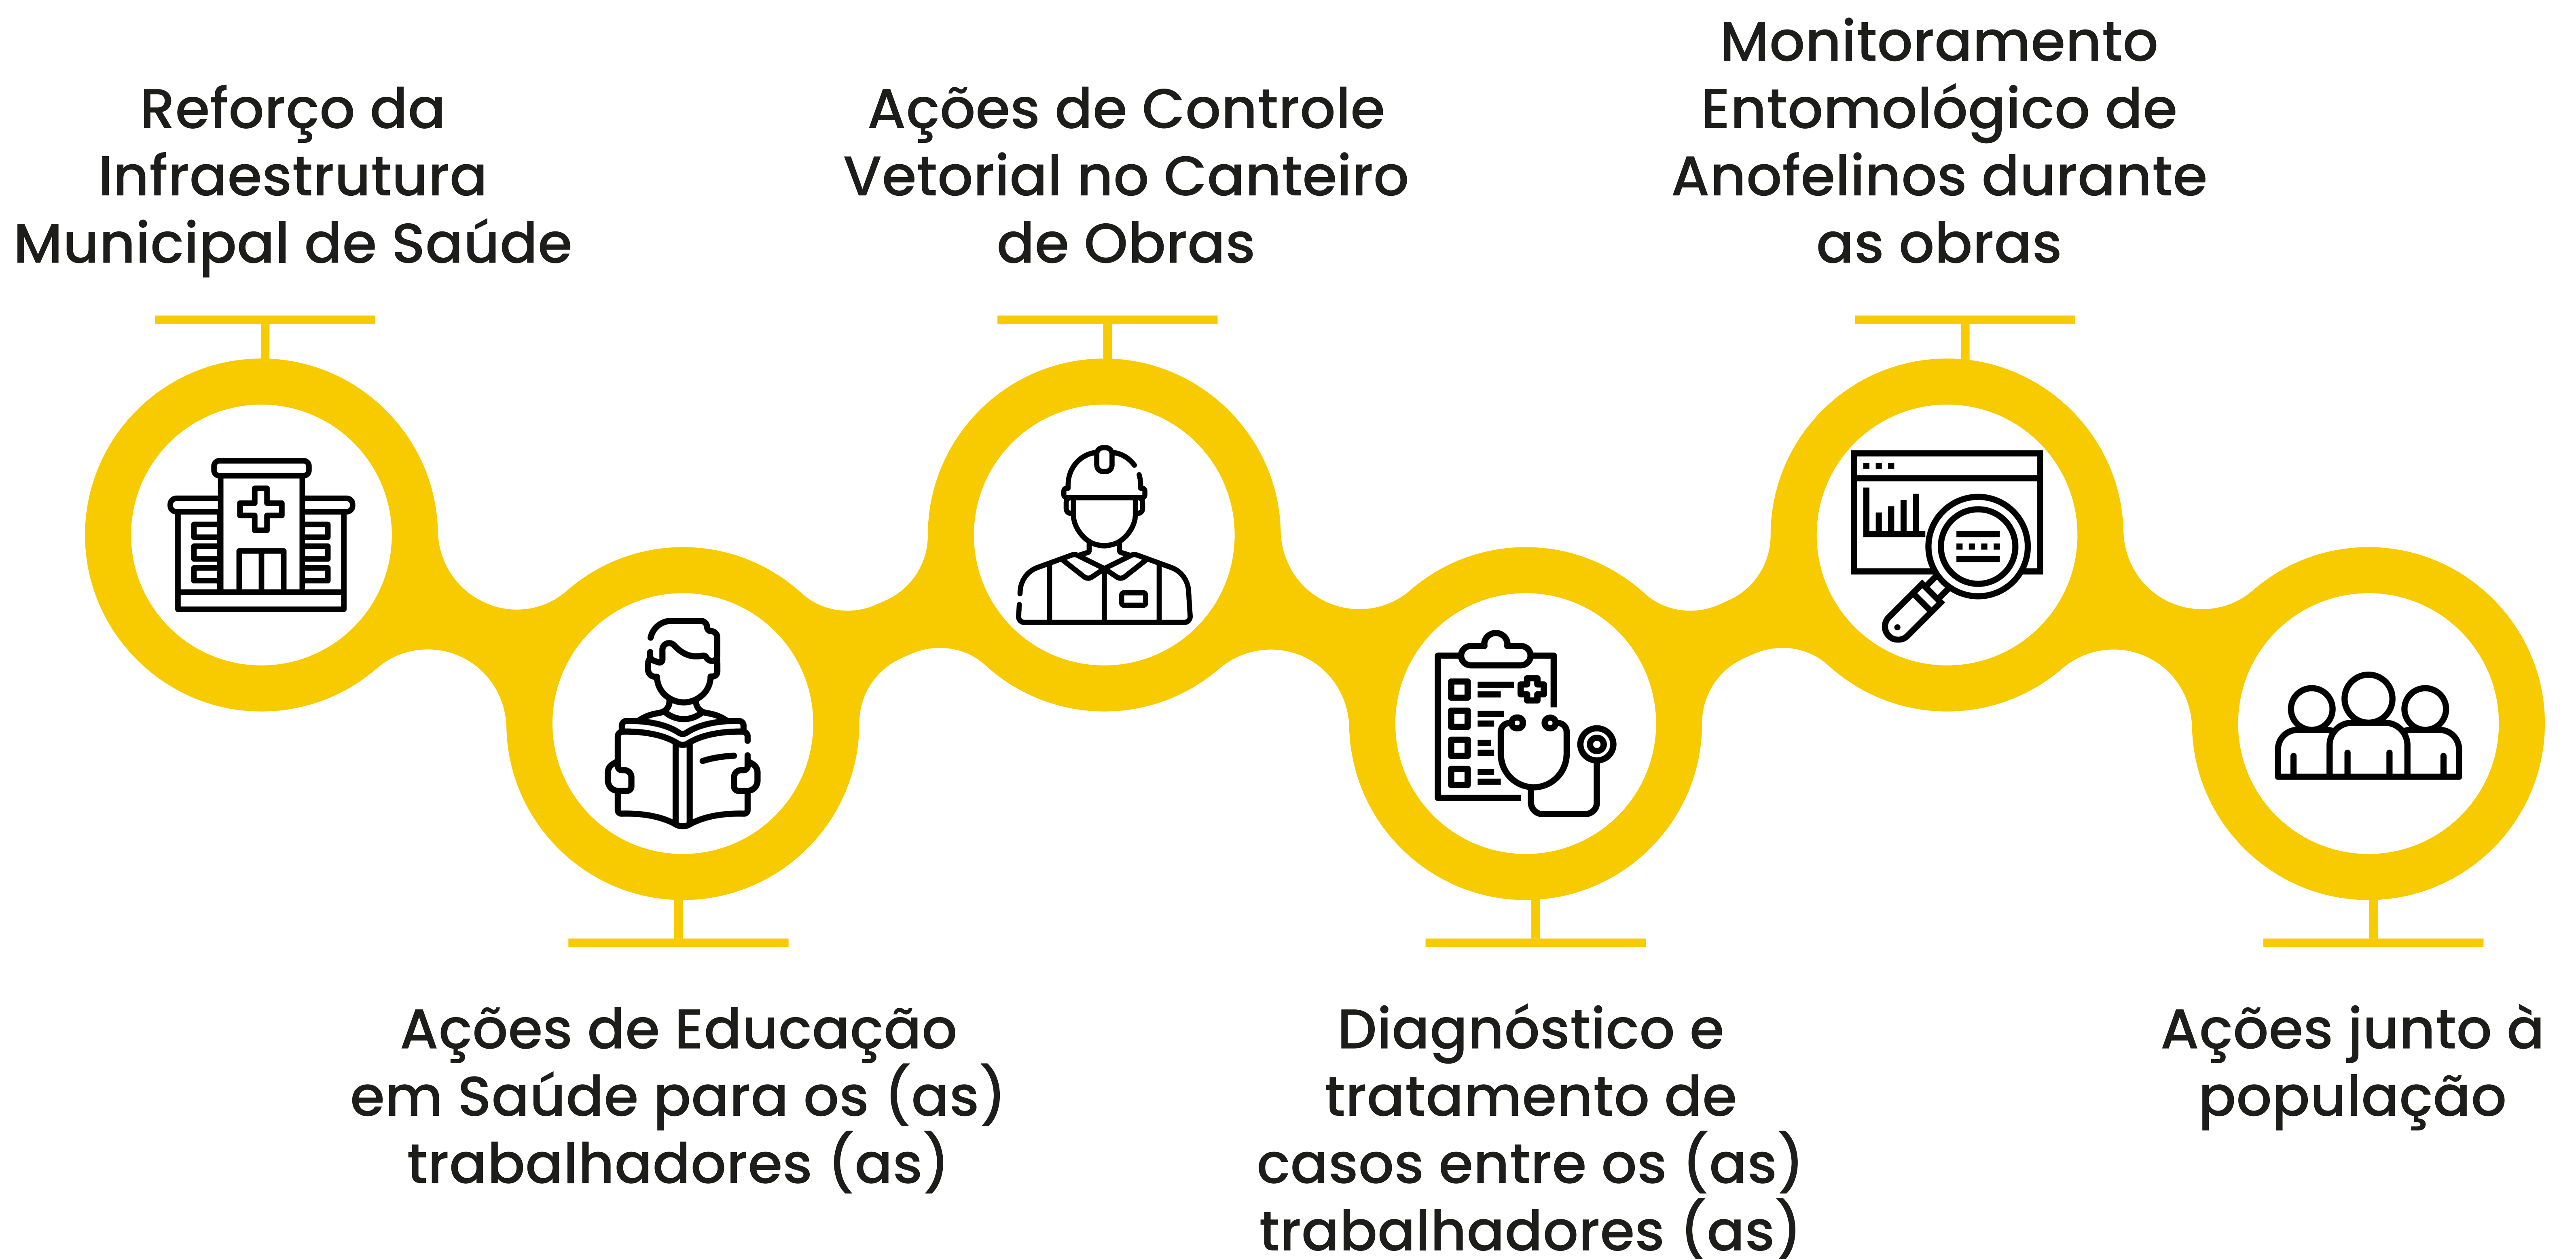 Reforço da
Infraestrutura
Municipal de Saúde
Ações de Educação
em Saúde para os (as)
trabalhadores (as)
Ações de Controle
Vetorial no Canteiro
de Obras
Diagnóstico e
tratamento de
casos entre os (as)
trabalhadores (as)
Monitoramento
Entomológico de
Anofelinos durante
as obras
Ações junto à
população